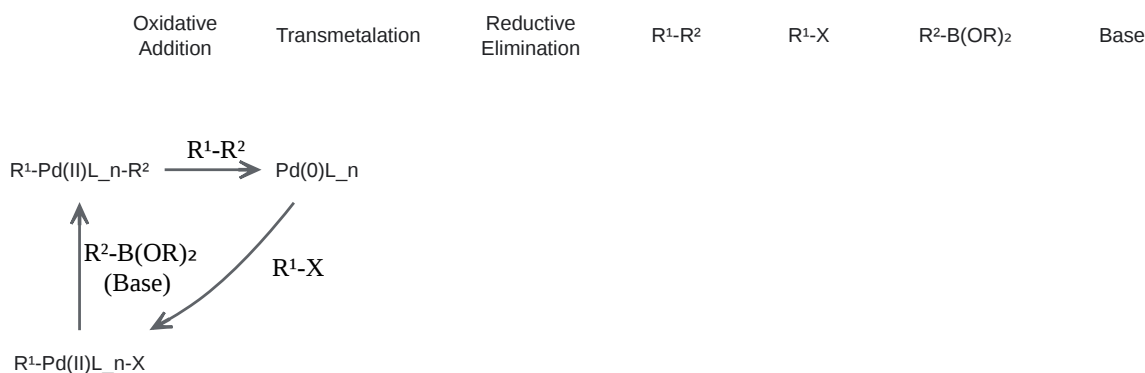 Oxidative
Addition
Transmetalation
Reductive
Elimination
R¹-R²
R¹-X
R²-B(OR)₂
Base
R¹-Pd(II)L_n-R²
R¹-R²
Pd(0)L_n
R²-B(OR)₂
(Base)
R¹-X
R¹-Pd(II)L_n-X